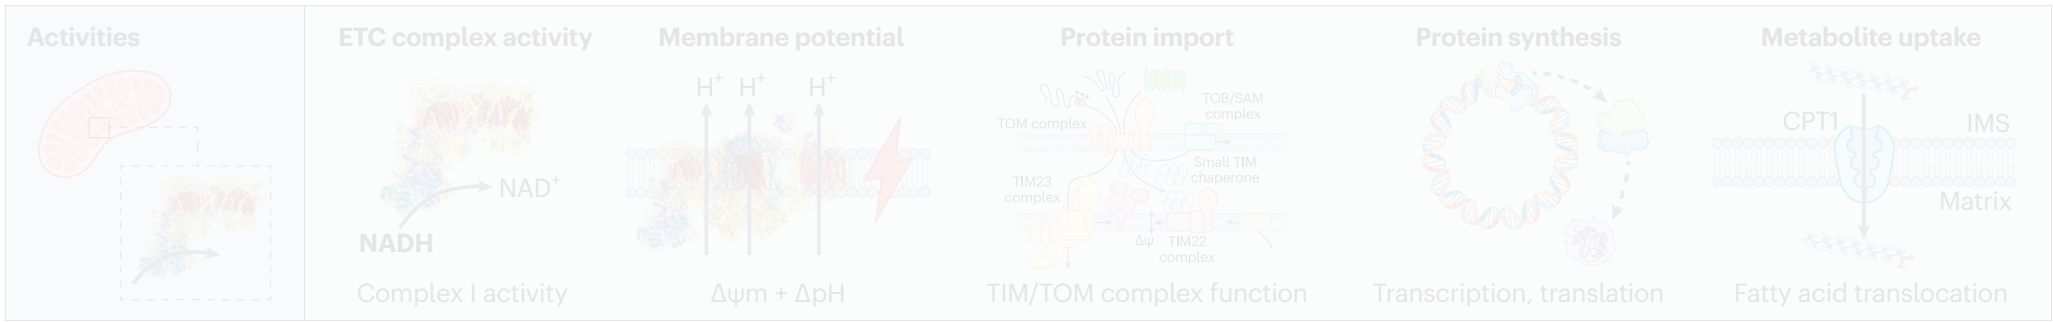 Activities
ETC complex activity
NADH
NAD⁺
Complex I activity
Membrane potential
H⁺ H⁺ H⁺
Δψm + ΔpH
Protein import
TOM complex
TOB/SAM
complex
Small TIM
chaperone
TIM23
complex
Δψ
TIM22
complex
TIM/TOM complex function
Protein synthesis
Transcription, translation
Metabolite uptake
CPT1
IMS
Matrix
Fatty acid translocation